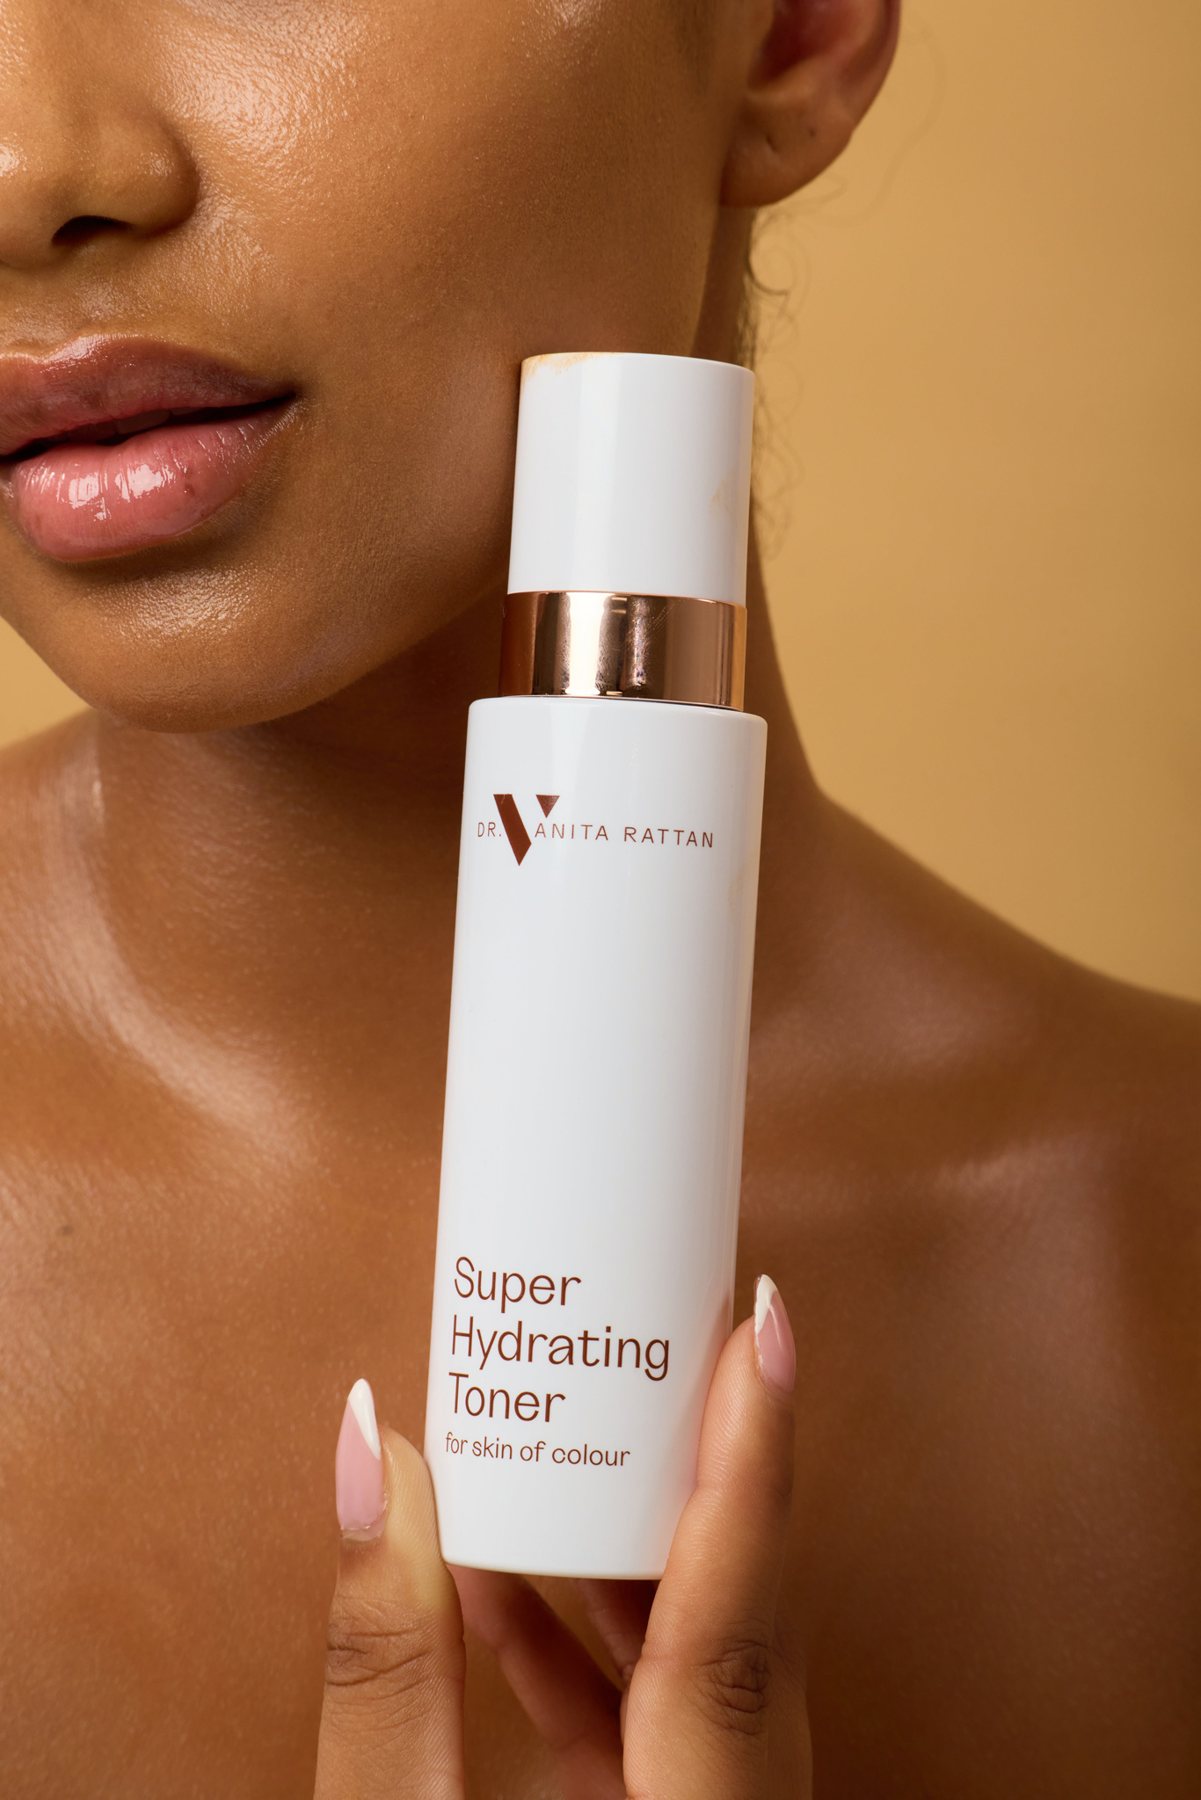 DR. VANITA RATTAN
Super
Hydrating
Toner
for skin of colour